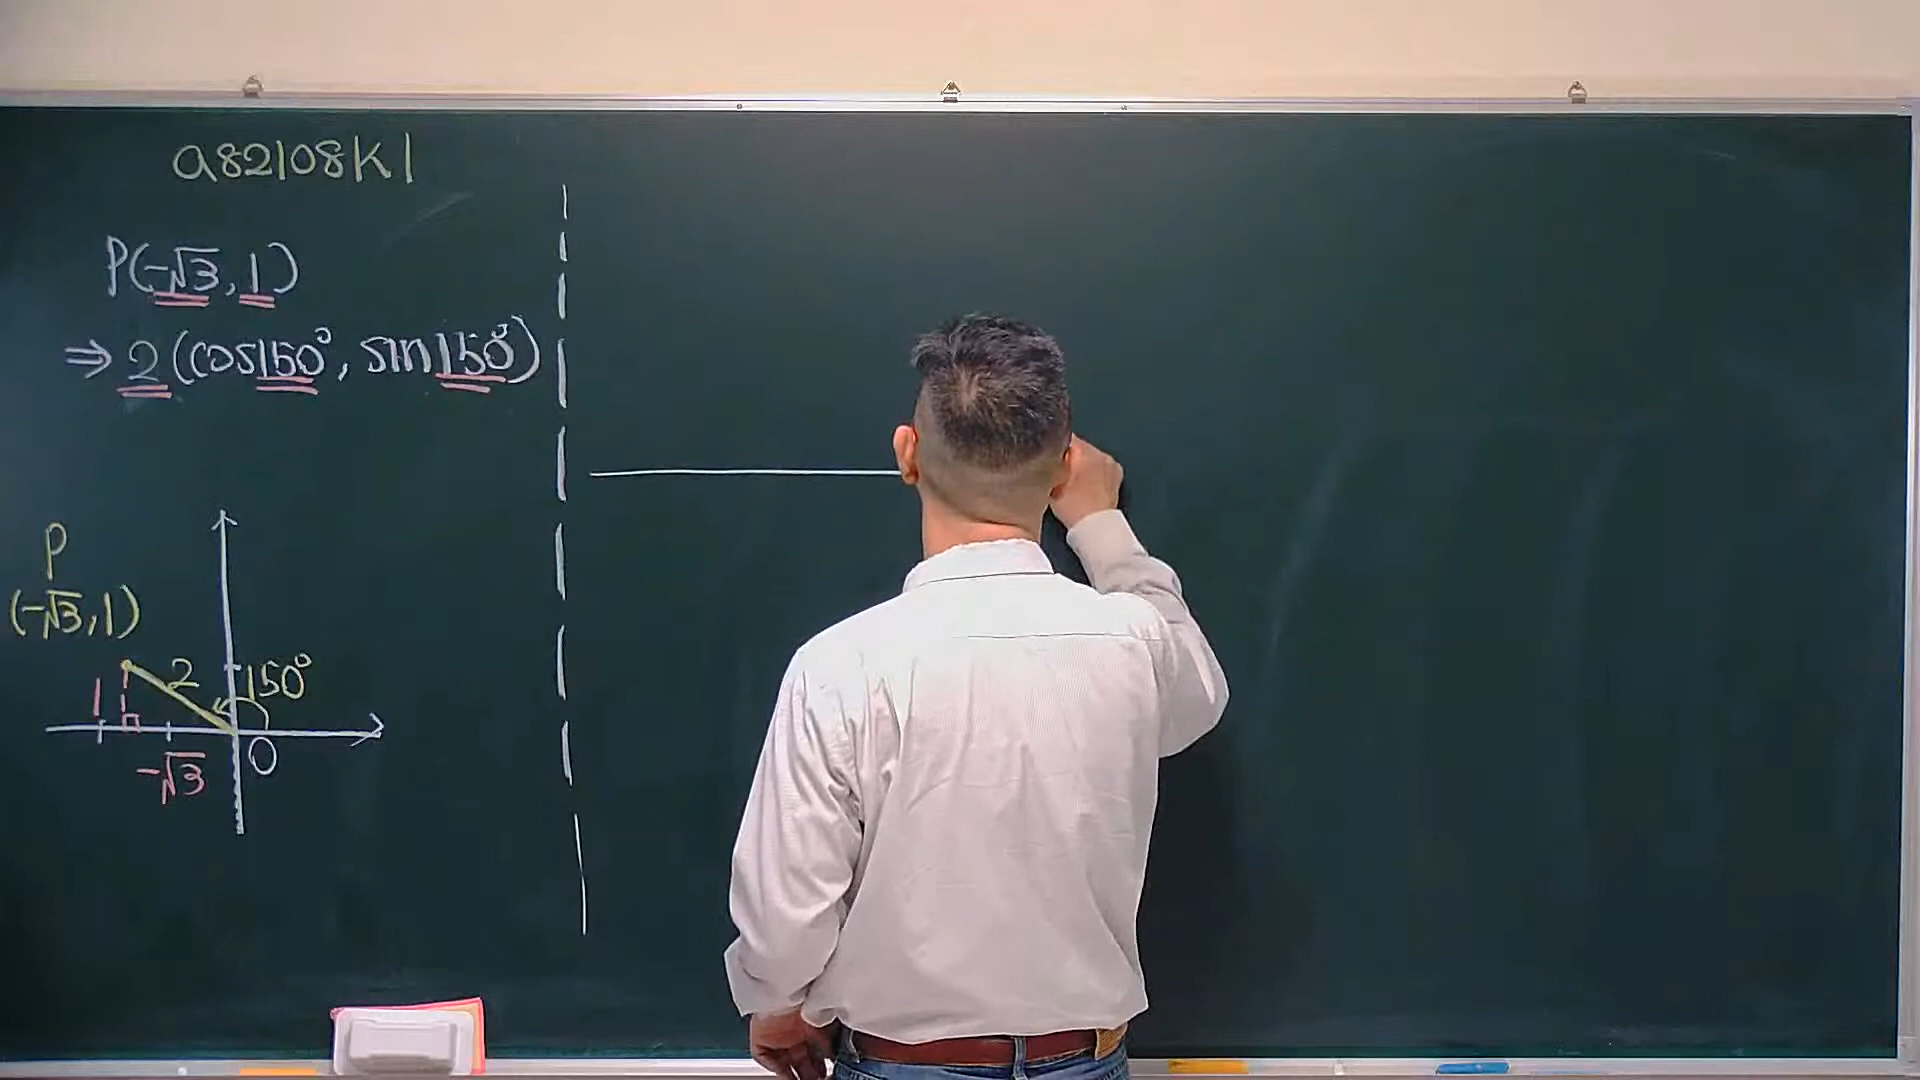 a82108K1
P(-√3, 1)
⇒ 2(cos150°, sin150°)
P
(-√3, 1)
2
150°
1
-√3
O